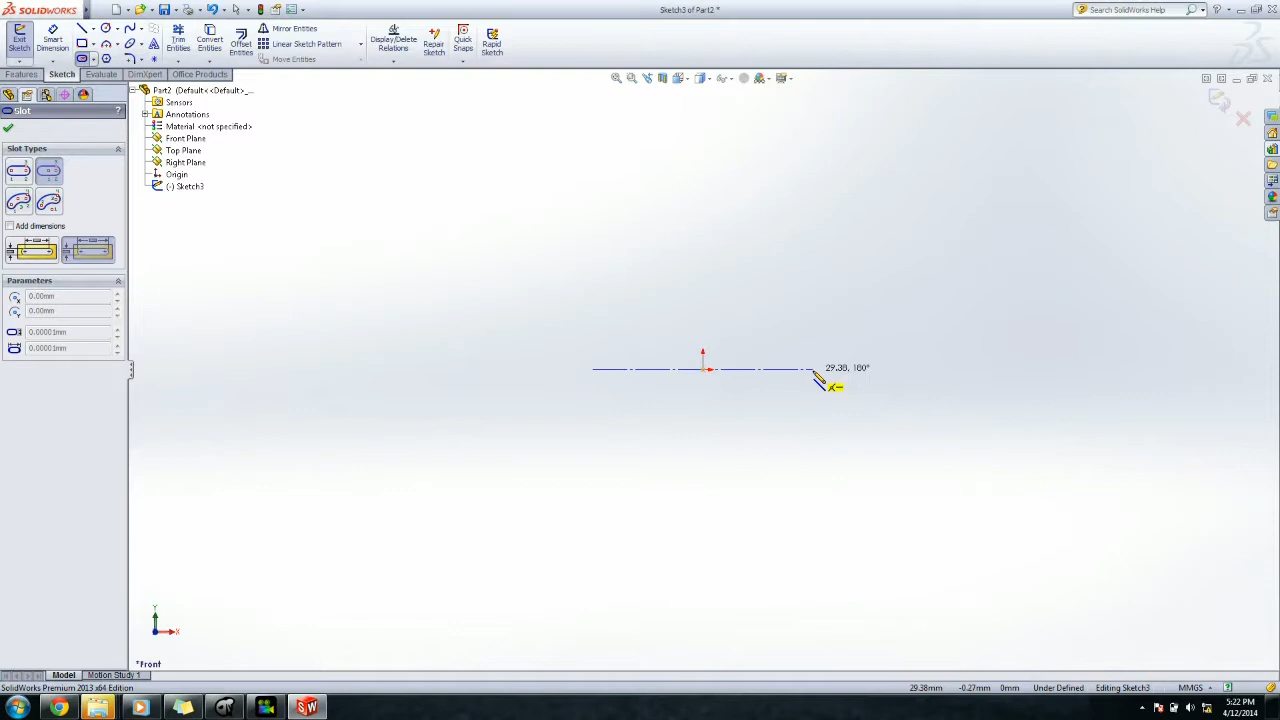 SOLIDWORKS
Sketch3 of Part2 *
Search SolidWorks Help
Exit
Sketch
Smart
Dimension
Trim
Entities
Convert
Entities
Offset
Entities
Mirror Entities
Linear Sketch Pattern
Move Entities
Display/Delete
Relations
Repair
Sketch
Quick
Snaps
Rapid
Sketch
Features
Sketch
Evaluate
DimXpert
Office Products
Slot
?
Slot Types
Add dimensions
Parameters
0.00mm
0.00mm
0.00001mm
0.00001mm
Part2 (Default<<Default>_...
Sensors
Annotations
Material <not specified>
Front Plane
Top Plane
Right Plane
Origin
(-) Sketch3
29.38, 180°
Y
X
*Front
Model
Motion Study 1
SolidWorks Premium 2013 x64 Edition
29.38mm
-0.27mm
0mm
Under Defined
Editing Sketch3
MMGS
5:22 PM
4/12/2014